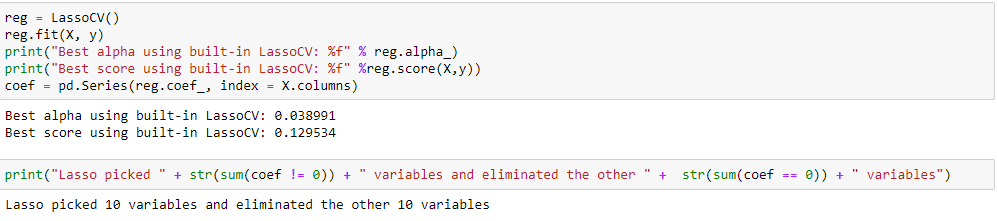 reg = LassoCV()
reg.fit(X, y)
print("Best alpha using built-in LassoCV: %f" % reg.alpha_)
print("Best score using built-in LassoCV: %f" %reg.score(X,y))
coef = pd.Series(reg.coef_, index = X.columns)
Best alpha using built-in LassoCV: 0.038991
Best score using built-in LassoCV: 0.129534
print("Lasso picked " + str(sum(coef != 0)) + " variables and eliminated the other " +  str(sum(coef == 0)) + " variables")
Lasso picked 10 variables and eliminated the other 10 variables